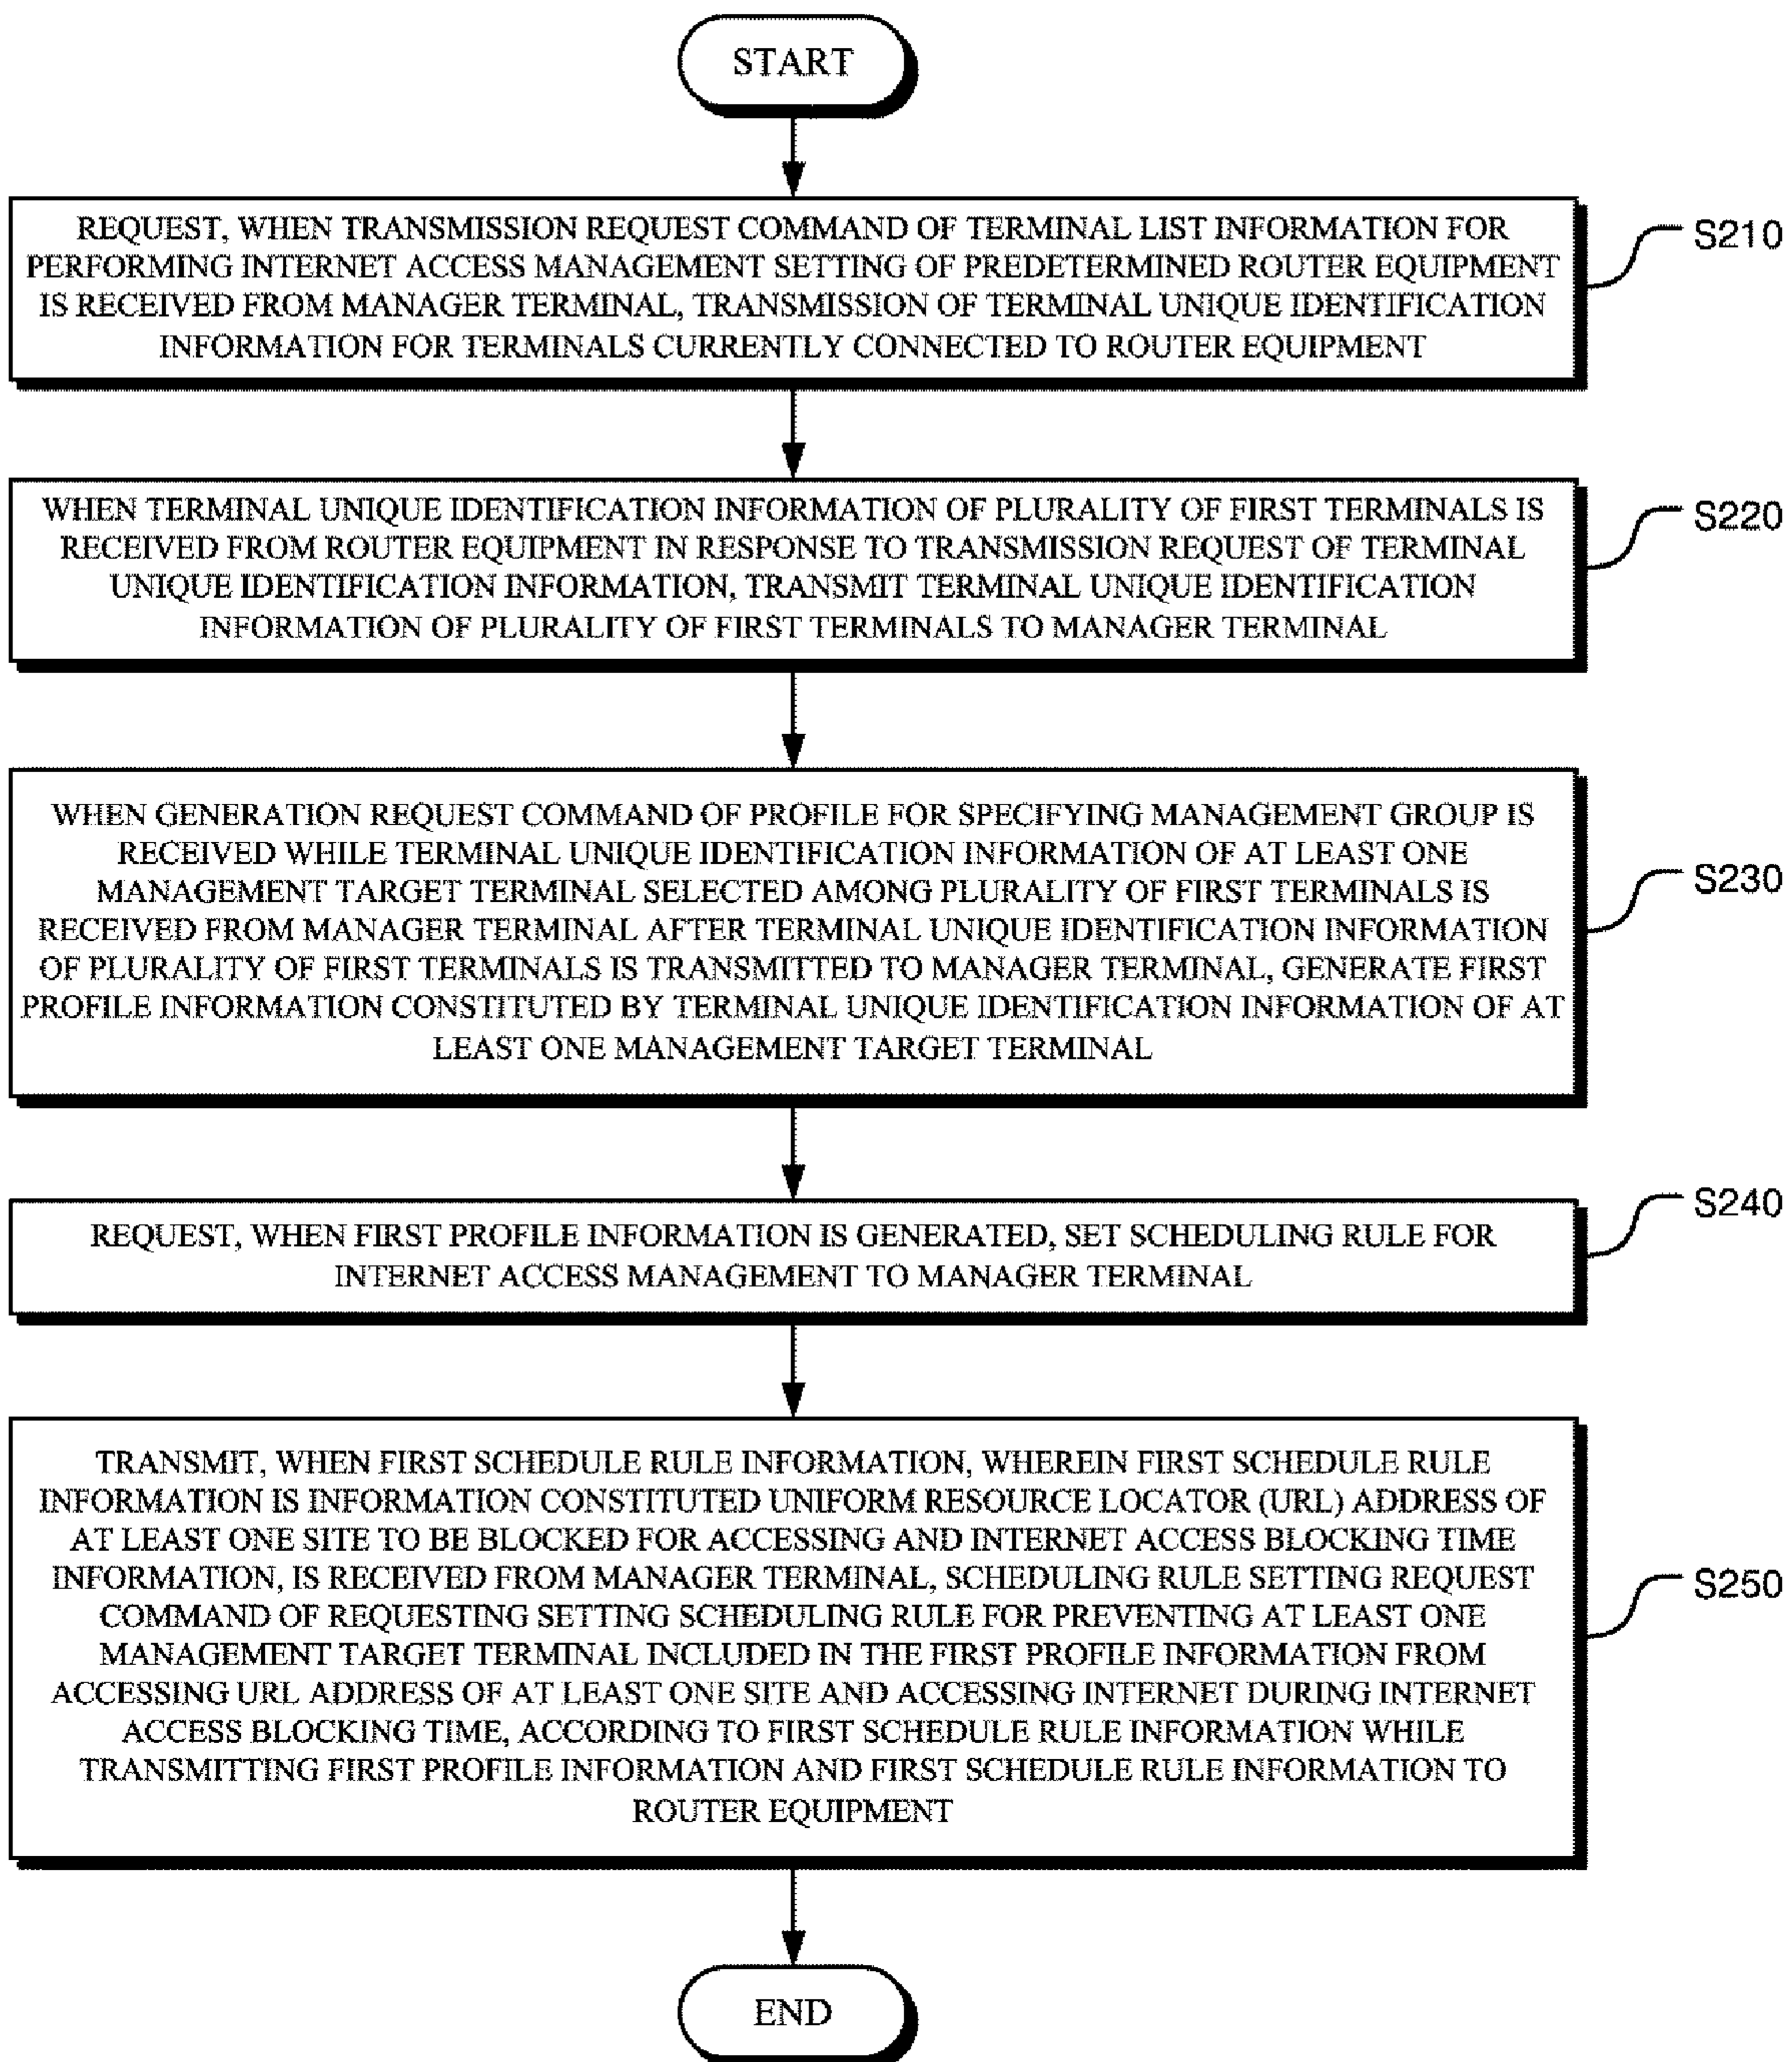 START
REQUEST, WHEN TRANSMISSION REQUEST COMMAND OF TERMINAL LIST INFORMATION FOR
PERFORMING INTERNET ACCESS MANAGEMENT SETTING OF PREDETERMINED ROUTER EQUIPMENT
IS RECEIVED FROM MANAGER TERMINAL, TRANSMISSION OF TERMINAL UNIQUE IDENTIFICATION
INFORMATION FOR TERMINALS CURRENTLY CONNECTED TO ROUTER EQUIPMENT
S210
WHEN TERMINAL UNIQUE IDENTIFICATION INFORMATION OF PLURALITY OF FIRST TERMINALS IS
RECEIVED FROM ROUTER EQUIPMENT IN RESPONSE TO TRANSMISSION REQUEST OF TERMINAL
UNIQUE IDENTIFICATION INFORMATION, TRANSMIT TERMINAL UNIQUE IDENTIFICATION
INFORMATION OF PLURALITY OF FIRST TERMINALS TO MANAGER TERMINAL
S220
WHEN GENERATION REQUEST COMMAND OF PROFILE FOR SPECIFYING MANAGEMENT GROUP IS
RECEIVED WHILE TERMINAL UNIQUE IDENTIFICATION INFORMATION OF AT LEAST ONE
MANAGEMENT TARGET TERMINAL SELECTED AMONG PLURALITY OF FIRST TERMINALS IS
RECEIVED FROM MANAGER TERMINAL AFTER TERMINAL UNIQUE IDENTIFICATION INFORMATION
OF PLURALITY OF FIRST TERMINALS IS TRANSMITTED TO MANAGER TERMINAL, GENERATE FIRST
PROFILE INFORMATION CONSTITUTED BY TERMINAL UNIQUE IDENTIFICATION INFORMATION OF AT
LEAST ONE MANAGEMENT TARGET TERMINAL
S230
REQUEST, WHEN FIRST PROFILE INFORMATION IS GENERATED, SET SCHEDULING RULE FOR
INTERNET ACCESS MANAGEMENT TO MANAGER TERMINAL
S240
TRANSMIT, WHEN FIRST SCHEDULE RULE INFORMATION, WHEREIN FIRST SCHEDULE RULE
INFORMATION IS INFORMATION CONSTITUTED UNIFORM RESOURCE LOCATOR (URL) ADDRESS OF
AT LEAST ONE SITE TO BE BLOCKED FOR ACCESSING AND INTERNET ACCESS BLOCKING TIME
INFORMATION, IS RECEIVED FROM MANAGER TERMINAL, SCHEDULING RULE SETTING REQUEST
COMMAND OF REQUESTING SETTING SCHEDULING RULE FOR PREVENTING AT LEAST ONE
MANAGEMENT TARGET TERMINAL INCLUDED IN THE FIRST PROFILE INFORMATION FROM
ACCESSING URL ADDRESS OF AT LEAST ONE SITE AND ACCESSING INTERNET DURING INTERNET
ACCESS BLOCKING TIME, ACCORDING TO FIRST SCHEDULE RULE INFORMATION WHILE
TRANSMITTING FIRST PROFILE INFORMATION AND FIRST SCHEDULE RULE INFORMATION TO
ROUTER EQUIPMENT
S250
END